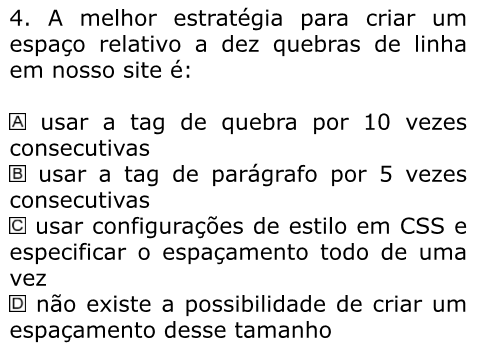 4. A melhor estratégia para criar um
espaço relativo a dez quebras de linha
em nosso site é:
A usar a tag de quebra por 10 vezes
consecutivas
B usar a tag de parágrafo por 5 vezes
consecutivas
C usar configurações de estilo em CSS e
especificar o espaçamento todo de uma
vez
D não existe a possibilidade de criar um
espaçamento desse tamanho